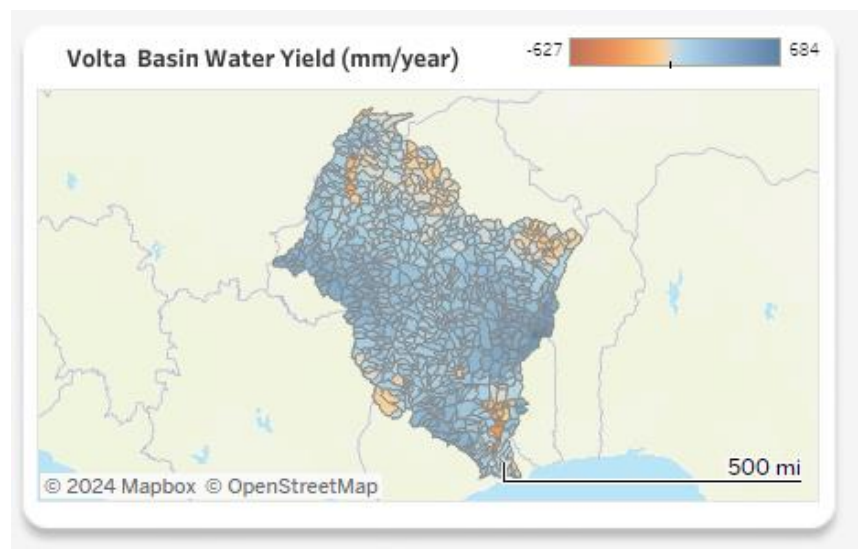 Volta Basin Water Yield (mm/year)
-627
684
500 mi
© 2024 Mapbox © OpenStreetMap